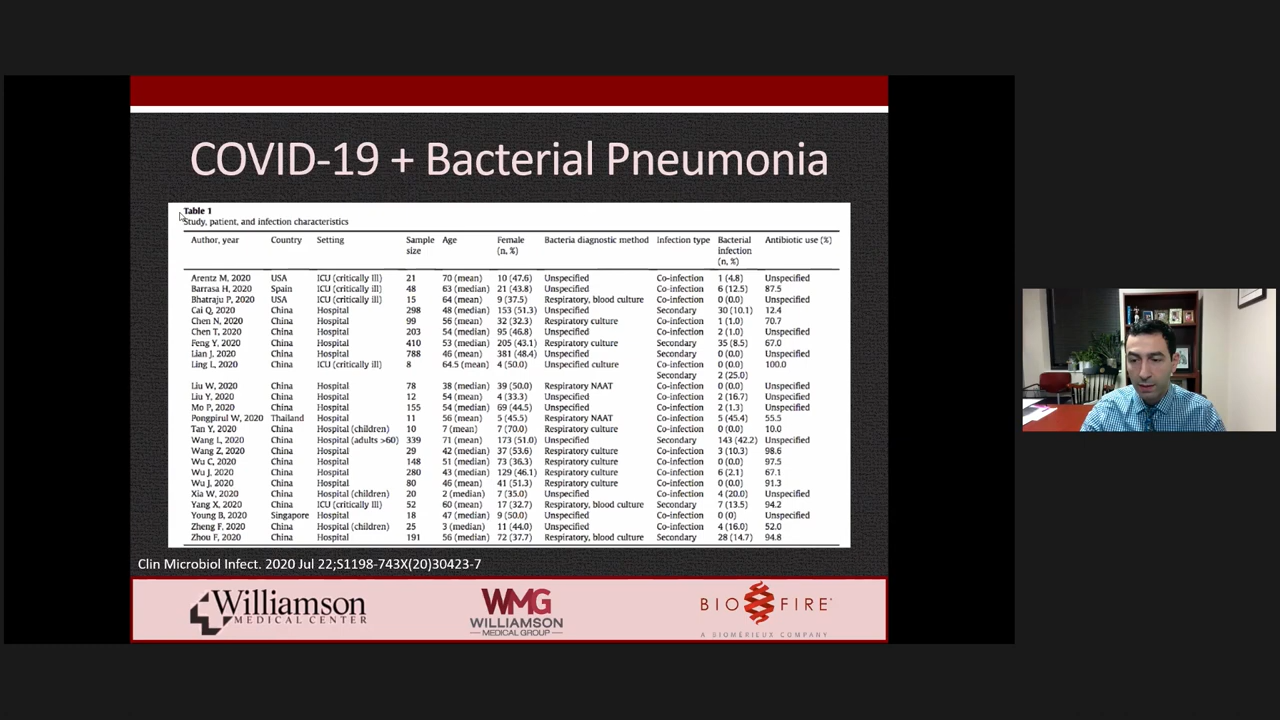 COVID-19 + Bacterial Pneumonia
Table 1
Study, patient, and infection characteristics
Author, year Country Setting Sample size Age Female (n, %) Bacteria diagnostic method Infection type Bacterial infection (n, %) Antibiotic use (%)
Arentz M, 2020 USA ICU (critically ill) 21 70 (mean) 10 (47.6) Unspecified Co-infection 1 (4.8) Unspecified
Barrasa H, 2020 Spain ICU (critically ill) 48 63 (median) 21 (43.8) Unspecified Co-infection 6 (12.5) 87.5
Bhatraju P, 2020 USA ICU (critically ill) 15 64 (mean) 9 (37.5) Respiratory, blood culture Co-infection 0 (0.0) Unspecified
Cai Q, 2020 China Hospital 298 48 (median) 153 (51.3) Unspecified Secondary 30 (10.1) 12.4
Chen N, 2020 China Hospital 99 56 (mean) 32 (32.3) Respiratory culture Co-infection 1 (1.0) 70.7
Chen T, 2020 China Hospital 203 54 (median) 95 (46.8) Unspecified Co-infection 2 (1.0) Unspecified
Feng Y, 2020 China Hospital 410 53 (median) 205 (43.1) Respiratory culture Secondary 35 (8.5) 67.0
Lian J, 2020 China Hospital 788 46 (mean) 381 (48.4) Unspecified Secondary 0 (0.0) Unspecified
Ling L, 2020 China ICU (critically ill) 8 64.5 (mean) 4 (50.0) Unspecified culture Co-infection 0 (0.0) 100.0
Secondary 2 (25.0)
Liu W, 2020 China Hospital 78 38 (median) 39 (50.0) Respiratory NAAT Co-infection 0 (0.0) Unspecified
Liu Y, 2020 China Hospital 12 54 (mean) 4 (33.3) Unspecified Co-infection 2 (16.7) Unspecified
Mo P, 2020 China Hospital 155 54 (median) 69 (44.5) Unspecified Co-infection 2 (1.3) Unspecified
Pongpirul W, 2020 Thailand Hospital 11 56 (mean) 5 (45.5) Respiratory NAAT Co-infection 5 (45.4) 55.5
Tan Y, 2020 China Hospital (children) 10 7 (mean) 7 (70.0) Respiratory culture Co-infection 0 (0.0) 10.0
Wang L, 2020 China Hospital (adults >60) 339 71 (mean) 173 (51.0) Unspecified Secondary 143 (42.2) Unspecified
Wang Z, 2020 China Hospital 29 42 (median) 37 (53.6) Respiratory culture Co-infection 3 (10.3) 98.6
Wu C, 2020 China Hospital 148 51 (median) 73 (36.3) Respiratory culture Co-infection 0 (0.0) 97.5
Wu J, 2020 China Hospital 280 43 (median) 129 (46.1) Respiratory culture Co-infection 6 (2.1) 67.1
Wu J, 2020 China Hospital 80 46 (mean) 41 (51.3) Respiratory culture Co-infection 0 (0.0) 91.3
Xia W, 2020 China Hospital (children) 20 2 (median) 7 (35.0) Unspecified Co-infection 4 (20.0) Unspecified
Yang X, 2020 China ICU (critically ill) 52 60 (mean) 17 (32.7) Respiratory, blood culture Secondary 7 (13.5) 94.2
Young B, 2020 Singapore Hospital 18 47 (median) 9 (50.0) Unspecified Co-infection 0 (0) Unspecified
Zheng F, 2020 China Hospital (children) 25 3 (median) 11 (44.0) Unspecified Co-infection 4 (16.0) 52.0
Zhou F, 2020 China Hospital 191 56 (median) 72 (37.7) Respiratory, blood culture Secondary 28 (14.7) 94.8
Clin Microbiol Infect. 2020 Jul 22;S1198-743X(20)30423-7
Williamson
MEDICAL CENTER
WMG
WILLIAMSON
MEDICAL GROUP
BIO FIRE
A BIOMÉRIEUX COMPANY